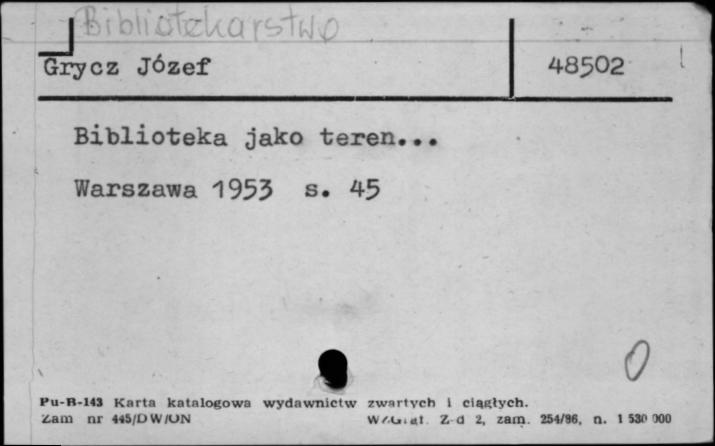 Bibliotekarstwo
Grycz Józef 48502
Biblioteka jako teren...
Warszawa 1953 s. 45
0
Pu-B-143 Karta katalogowa wydawnictw zwartych i ciągłych.
Zam nr 445/DW/UN Z-d 2, zam. 254/86, n. 1 530 000